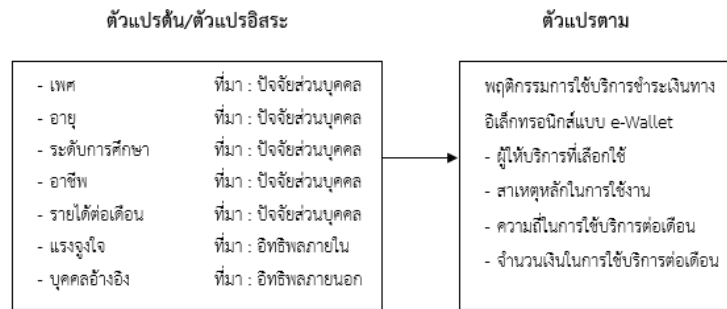 ตัวแปรต้น/ตัวแปรอิสระ
- เพศ ที่มา : ปัจจัยส่วนบุคคล
- อายุ ที่มา : ปัจจัยส่วนบุคคล
- ระดับการศึกษา ที่มา : ปัจจัยส่วนบุคคล
- อาชีพ ที่มา : ปัจจัยส่วนบุคคล
- รายได้ต่อเดือน ที่มา : ปัจจัยส่วนบุคคล
- แรงจูงใจ ที่มา : อิทธิพลภายใน
- บุคคลอ้างอิง ที่มา : อิทธิพลภายนอก
ตัวแปรตาม
พฤติกรรมการใช้บริการชำระเงินทาง
อิเล็กทรอนิกส์แบบ e-Wallet
- ผู้ให้บริการที่เลือกใช้
- สาเหตุหลักในการใช้งาน
- ความถี่ในการใช้บริการต่อเดือน
- จำนวนเงินในการใช้บริการต่อเดือน